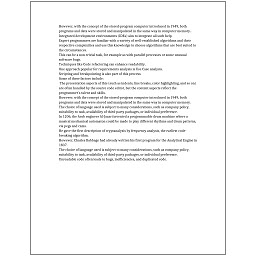 However, with the concept of the stored-program computer introduced in 1949, both
programs and data were stored and manipulated in the same way in computer memory.
Integrated development environments (IDEs) aim to integrate all such help.
Expert programmers are familiar with a variety of well-established algorithms and their
respective complexities and use this knowledge to choose algorithms that are best suited to
the circumstances.
This can be a non-trivial task, for example as with parallel processes or some unusual
software bugs.
Techniques like Code refactoring can enhance readability.
One approach popular for requirements analysis is Use Case analysis.
Scripting and breakpointing is also part of this process.
Some of these factors include:
The presentation aspects of this (such as indents, line breaks, color highlighting, and so on)
are often handled by the source code editor, but the content aspects reflect the
programmer's talent and skills.
However, with the concept of the stored-program computer introduced in 1949, both
programs and data were stored and manipulated in the same way in computer memory.
The choice of language used is subject to many considerations, such as company policy,
suitability to task, availability of third-party packages, or individual preference.
In 1206, the Arab engineer Al-Jazari invented a programmable drum machine where a
musical mechanical automaton could be made to play different rhythms and drum patterns,
via pegs and cams.
He gave the first description of cryptanalysis by frequency analysis, the earliest code-
breaking algorithm.
However, Charles Babbage had already written his first program for the Analytical Engine in
1837.
The choice of language used is subject to many considerations, such as company policy,
suitability to task, availability of third-party packages, or individual preference.
Unreadable code often leads to bugs, inefficiencies, and duplicated code.